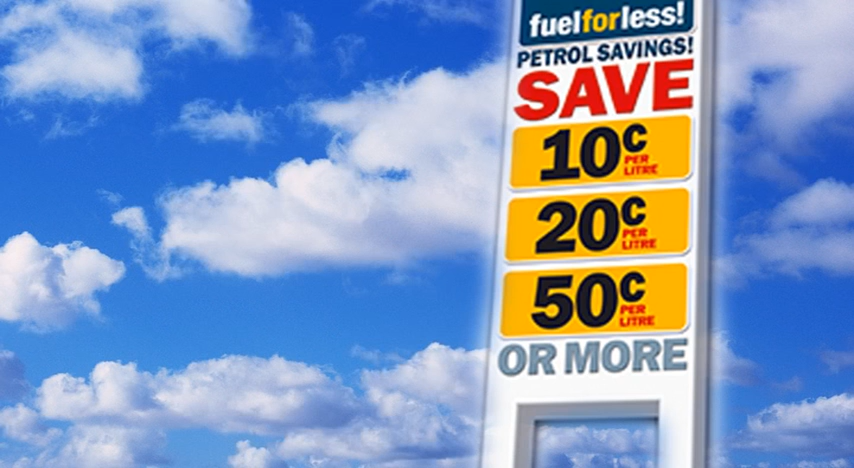 fuelforless!
PETROL SAVINGS!
SAVE
10c PER LITRE
20c PER LITRE
50c PER LITRE
OR MORE